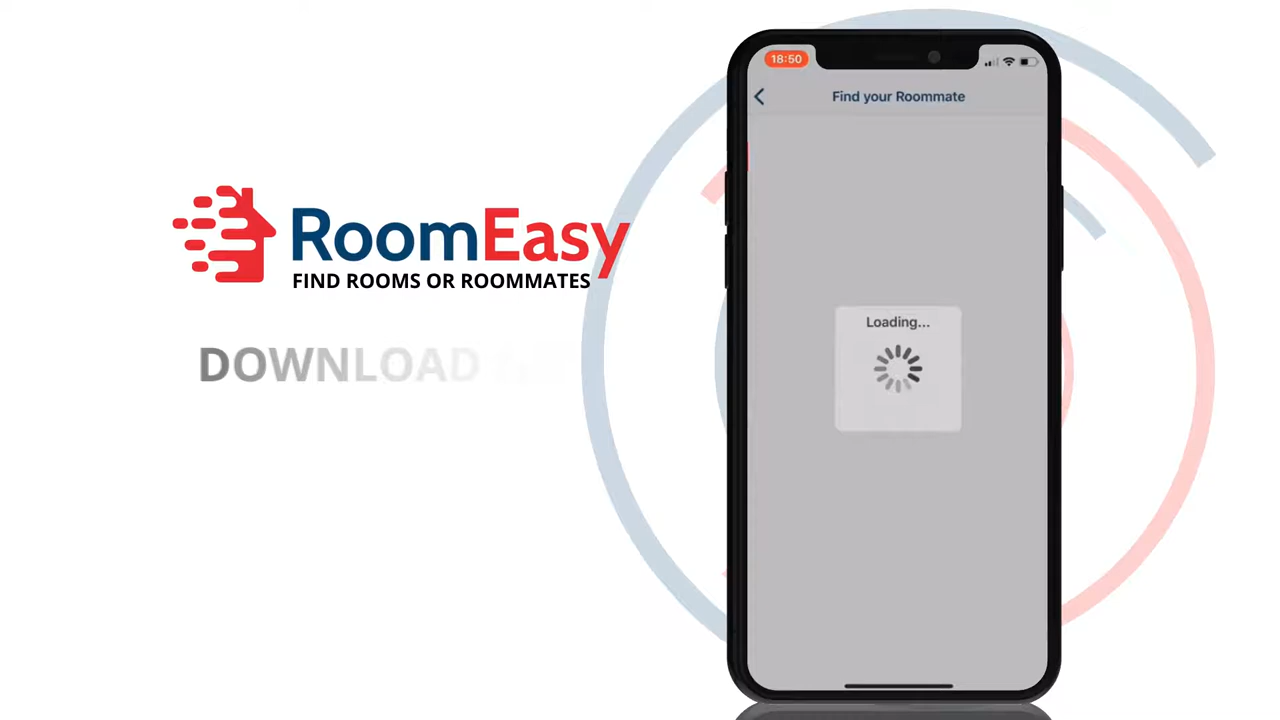 RoomEasy
FIND ROOMS OR ROOMMATES
DOWNLOAD
18:50
Find your Roommate
Loading...